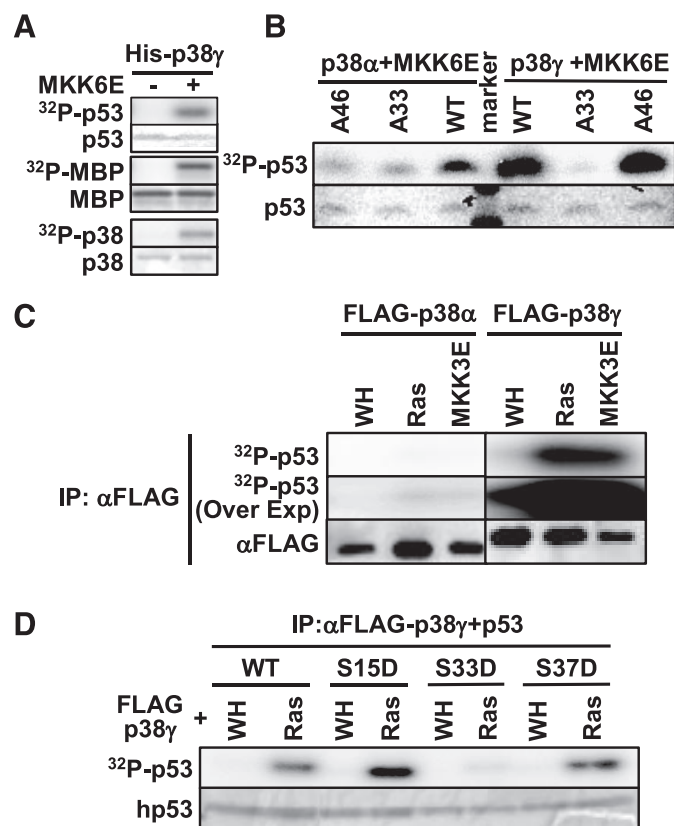 A
His-p38γ
MKK6E - +
³²P-p53
p53
³²P-MBP
MBP
³²P-p38
p38
B
p38α+MKK6E marker p38γ +MKK6E
A46 A33 WT WT A33 A46
³²P-p53
p53
C
FLAG-p38α FLAG-p38γ
WH Ras MKK3E WH Ras MKK3E
IP: αFLAG
³²P-p53
³²P-p53
(Over Exp)
αFLAG
D
IP:αFLAG-p38γ+p53
WT S15D S33D S37D
FLAG
p38γ + WH Ras WH Ras WH Ras WH Ras
³²P-p53
hp53